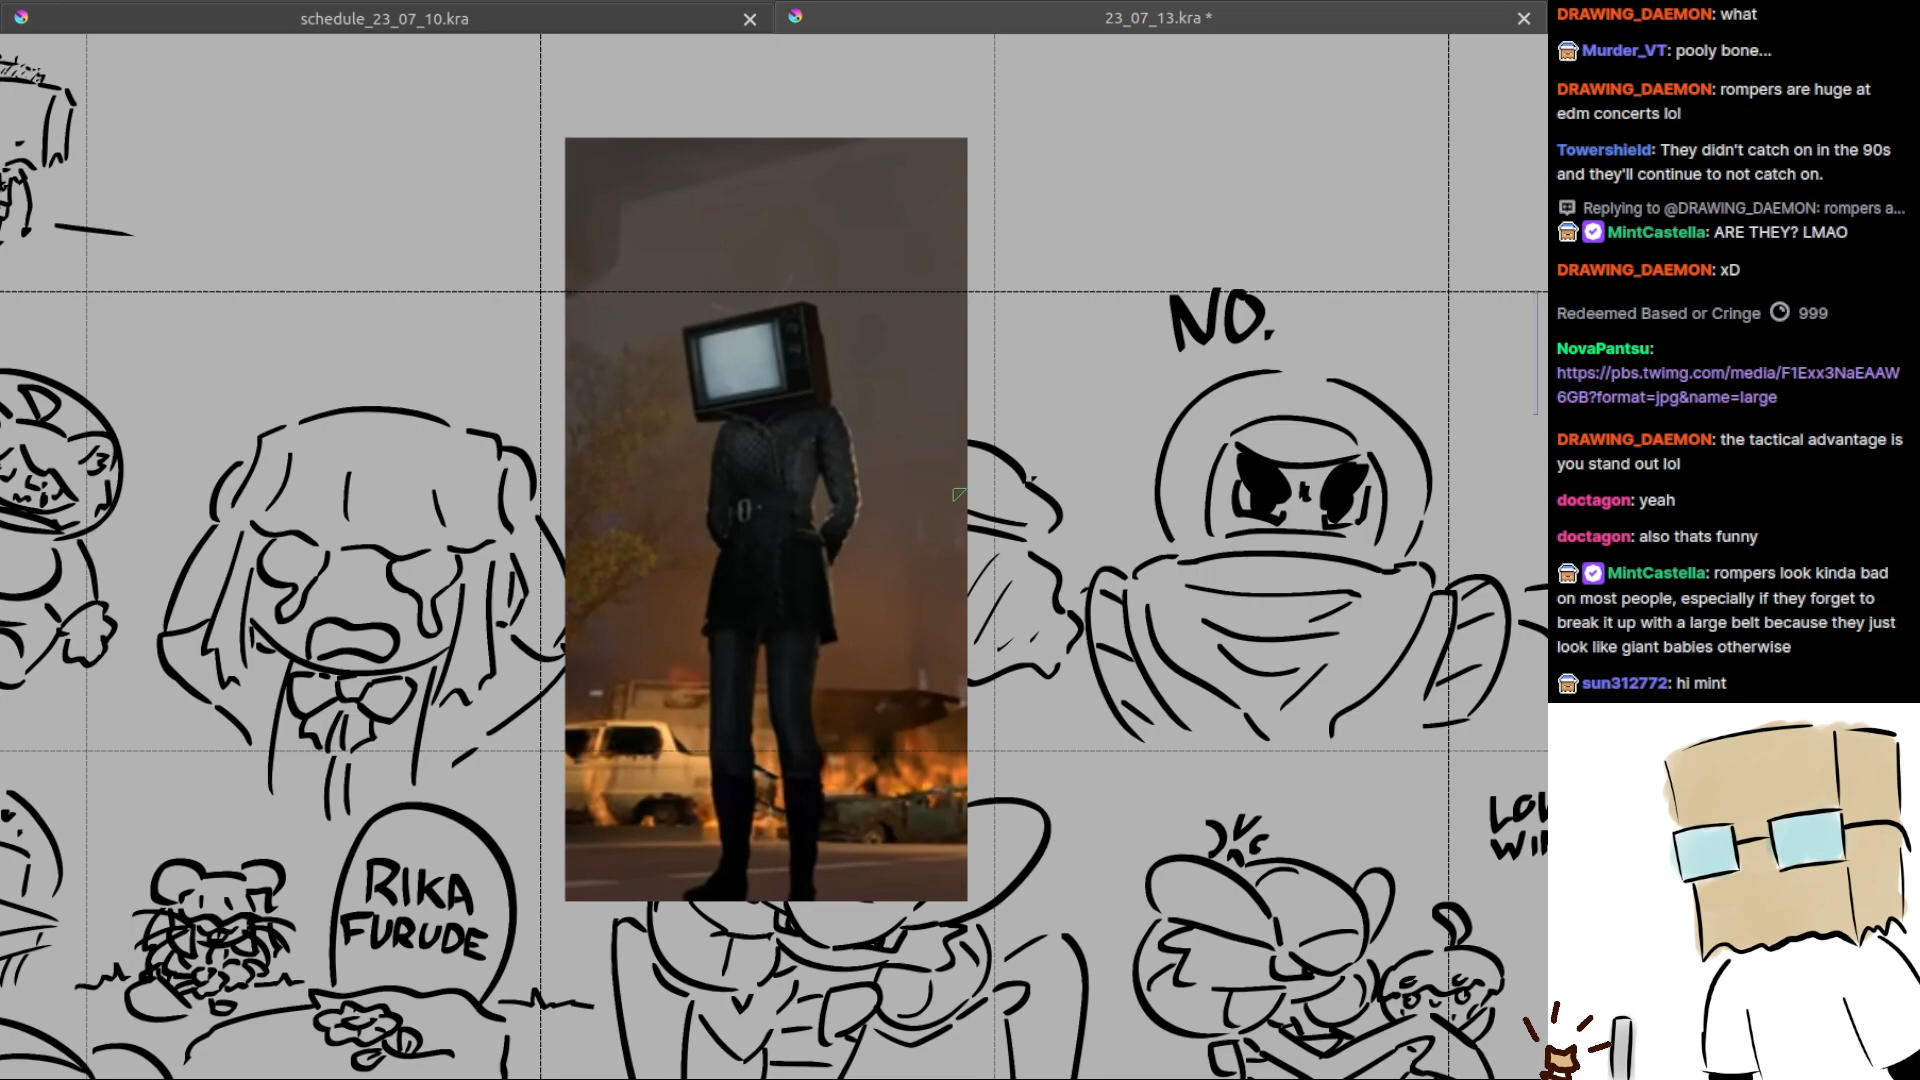 schedule_23_07_10.kra
23_07_13.kra *
NO.
D
RIKA
FURUDE
DRAWING_DAEMON: what
Murder_VT: pooly bone...
DRAWING_DAEMON: rompers are huge at
edm concerts lol
Towershield: They didn't catch on in the 90s
and they'll continue to not catch on.
Replying to @DRAWING_DAEMON: rompers a...
MintCastella: ARE THEY? LMAO
DRAWING_DAEMON: xD
Redeemed Based or Cringe 999
NovaPantsu:
https://pbs.twimg.com/media/F1Exx3NaEAAW
6GB?format=jpg&name=large
DRAWING_DAEMON: the tactical advantage is
you stand out lol
doctagon: yeah
doctagon: also thats funny
MintCastella: rompers look kinda bad
on most people, especially if they forget to
break it up with a large belt because they just
look like giant babies otherwise
sun312772: hi mint